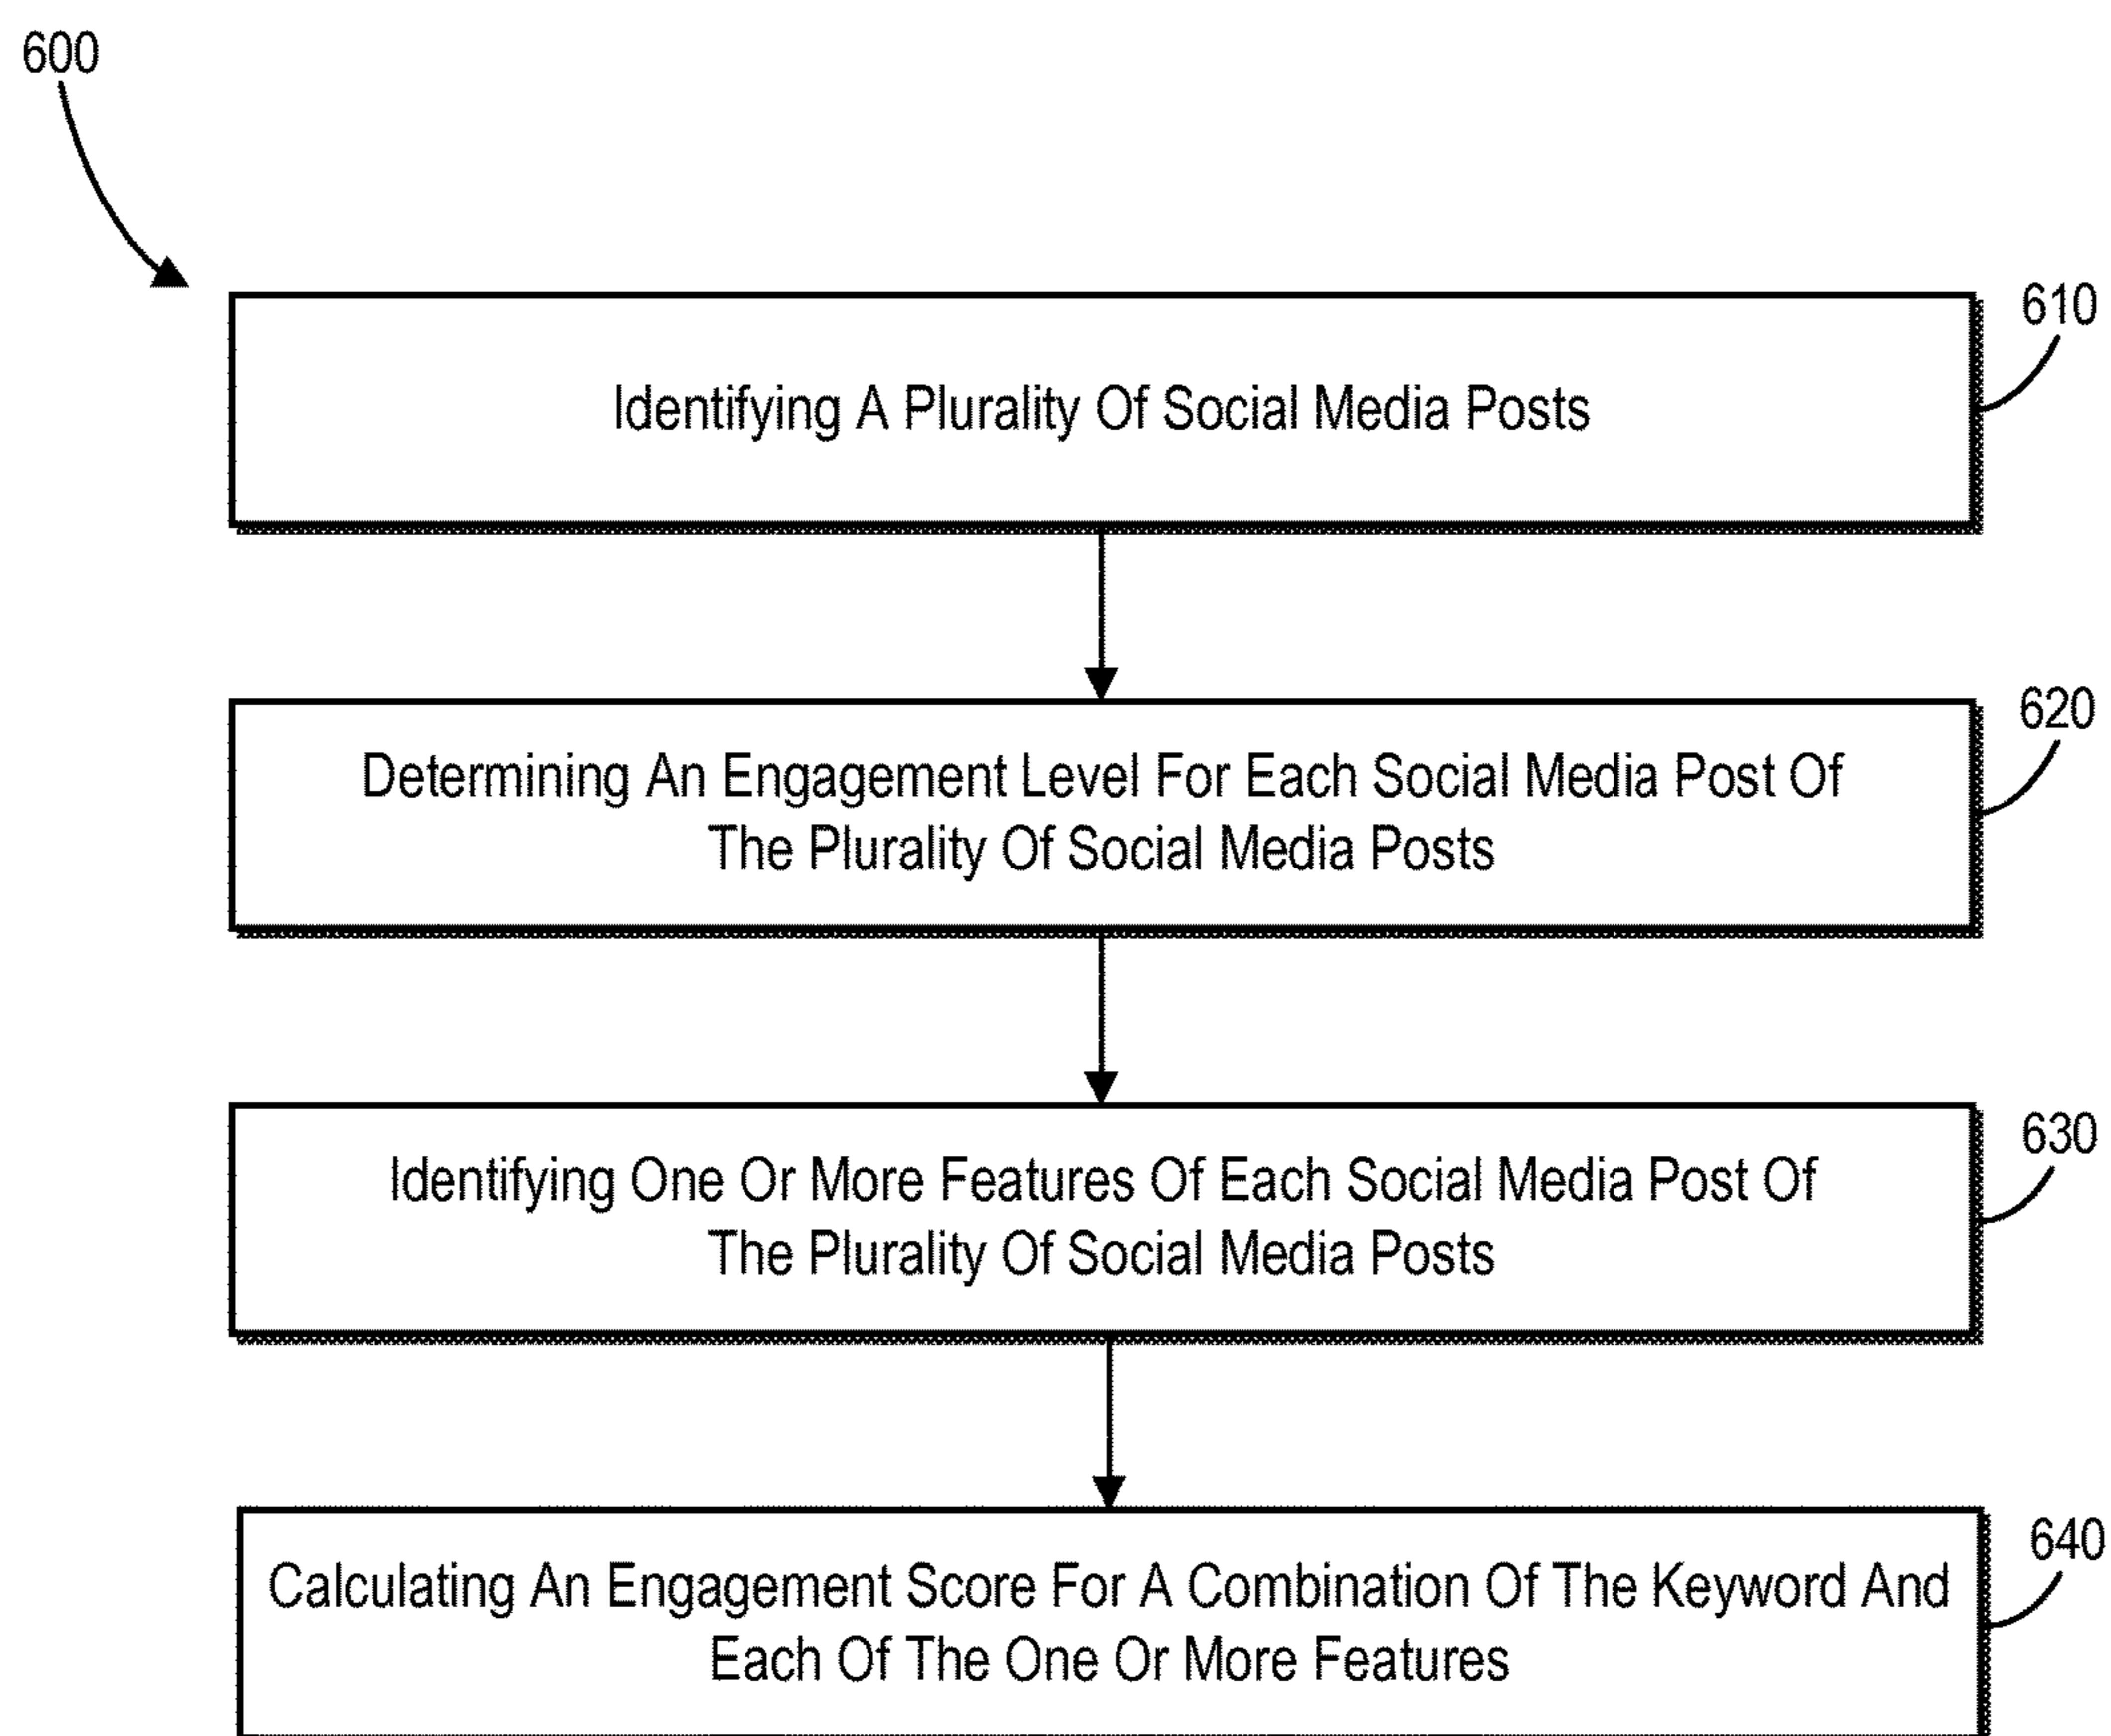 600
610
Identifying A Plurality Of Social Media Posts
620
Determining An Engagement Level For Each Social Media Post Of
The Plurality Of Social Media Posts
630
Identifying One Or More Features Of Each Social Media Post Of
The Plurality Of Social Media Posts
640
Calculating An Engagement Score For A Combination Of The Keyword And
Each Of The One Or More Features